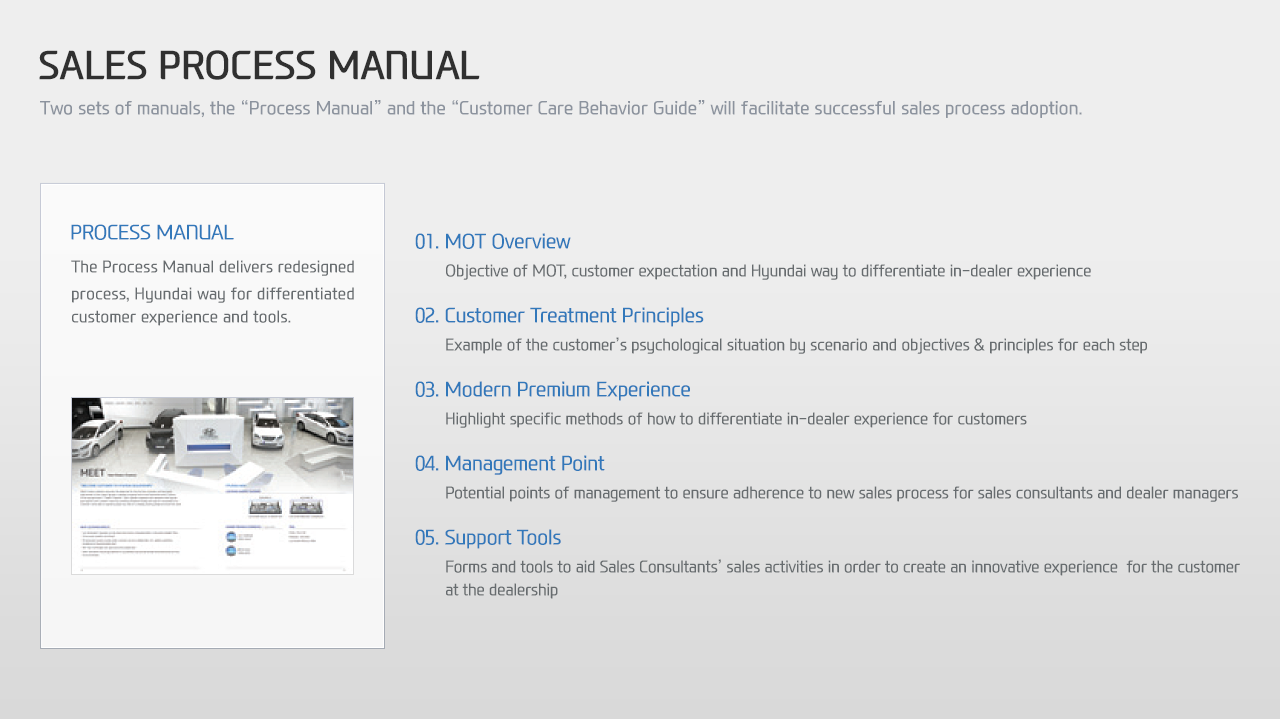 SALES PROCESS MANUAL
Two sets of manuals, the “Process Manual” and the “Customer Care Behavior Guide” will facilitate successful sales process adoption.
PROCESS MANUAL
The Process Manual delivers redesigned
process, Hyundai way for differentiated
customer experience and tools.
MEET
01. MOT Overview
Objective of MOT, customer expectation and Hyundai way to differentiate in-dealer experience
02. Customer Treatment Principles
Example of the customer’s psychological situation by scenario and objectives & principles for each step
03. Modern Premium Experience
Highlight specific methods of how to differentiate in-dealer experience for customers
04. Management Point
Potential points of management to ensure adherence to new sales process for sales consultants and dealer managers
05. Support Tools
Forms and tools to aid Sales Consultants’ sales activities in order to create an innovative experience  for the customer
at the dealership